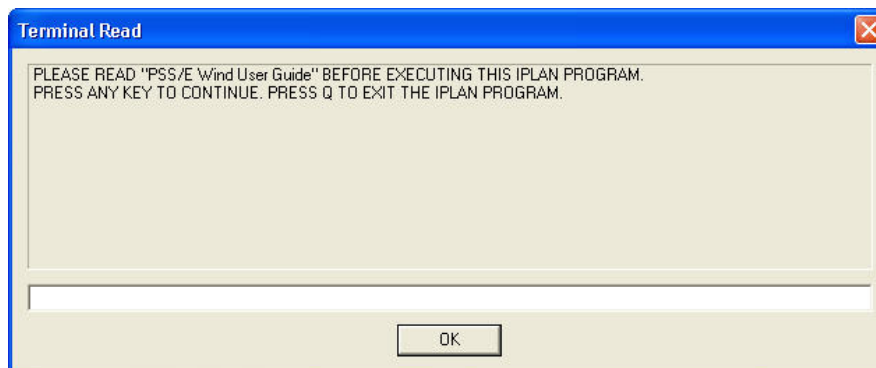 Terminal Read
PLEASE READ "PSS/E Wind User Guide" BEFORE EXECUTING THIS IPLAN PROGRAM.
PRESS ANY KEY TO CONTINUE. PRESS Q TO EXIT THE IPLAN PROGRAM.
OK